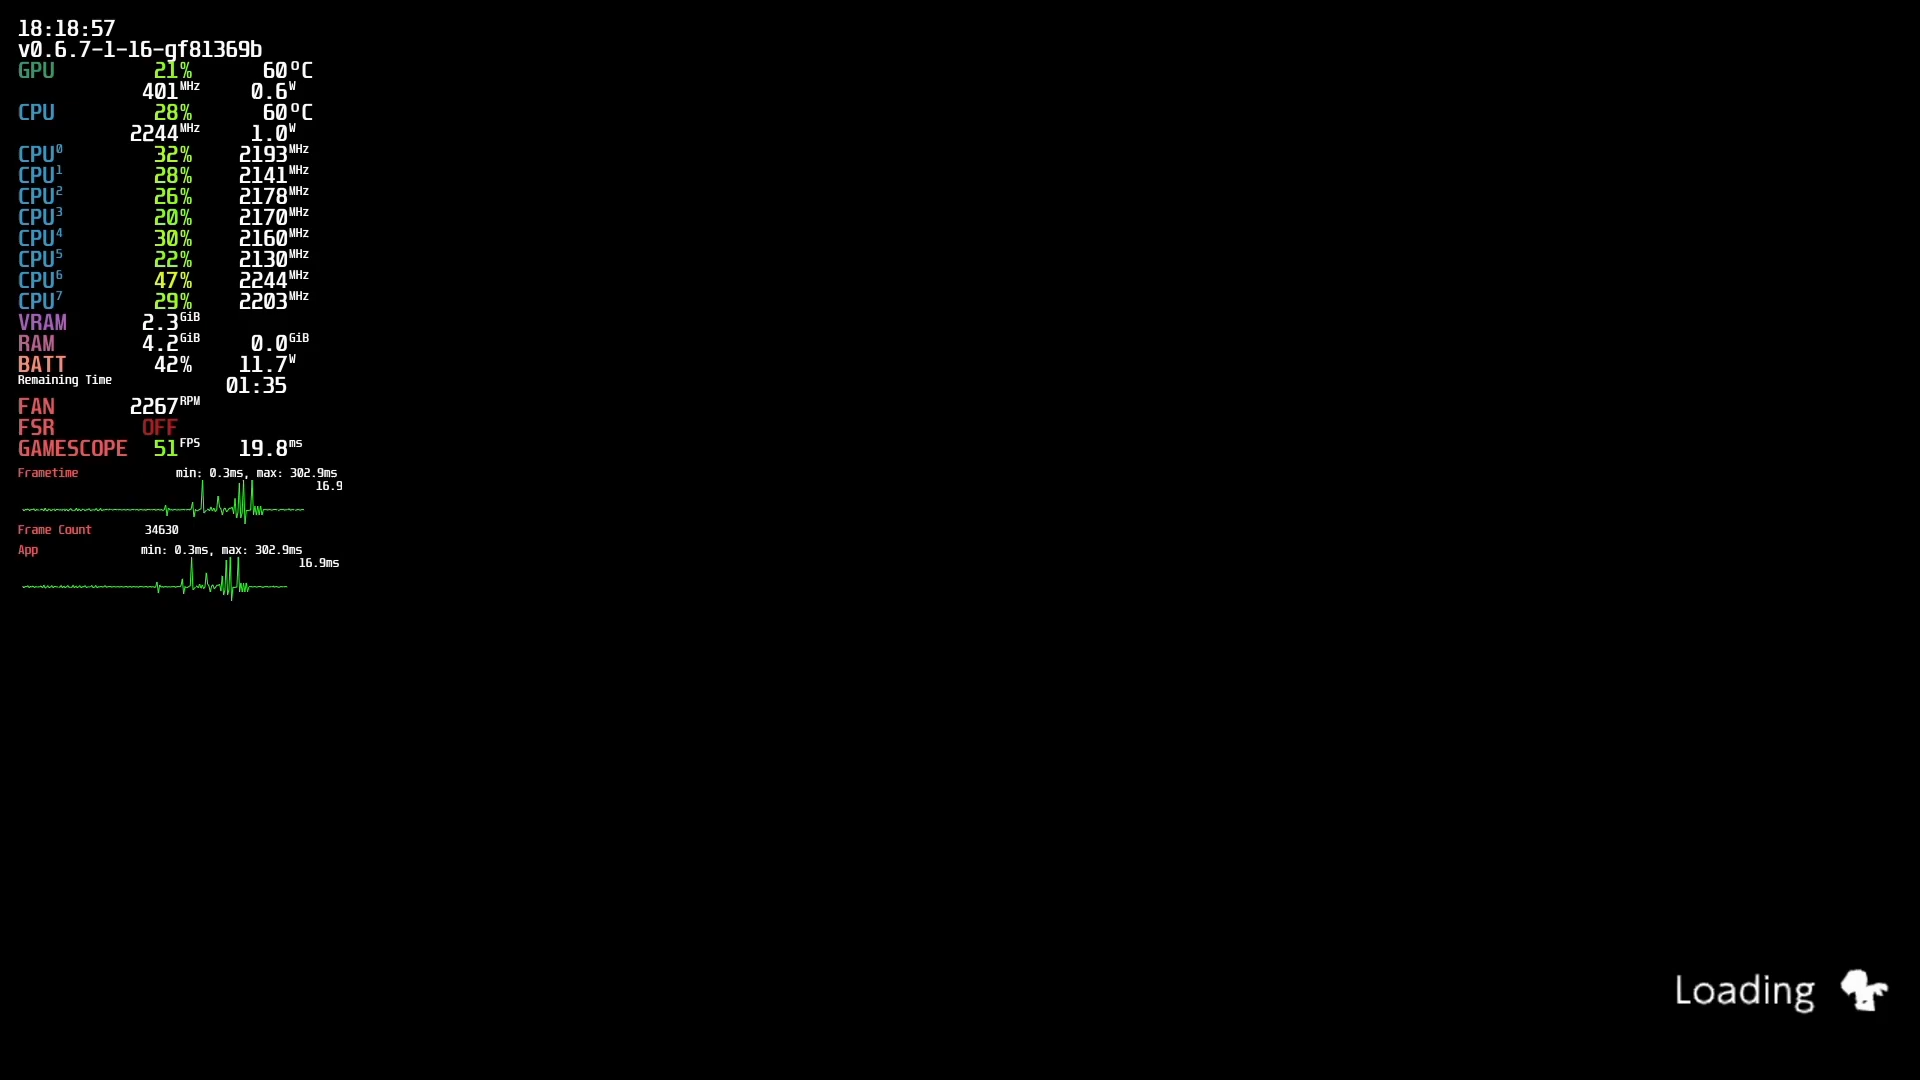 18:18:57
v0.6.7-1-16-gf81369b
GPU 21% 60°C
401MHz 0.6W
CPU 28% 60°C
2244MHz 1.0W
CPU0 32% 2193MHz
CPU1 28% 2141MHz
CPU2 26% 2178MHz
CPU3 20% 2170MHz
CPU4 30% 2160MHz
CPU5 22% 2130MHz
CPU6 47% 2244MHz
CPU7 29% 2203MHz
VRAM 2.3GiB
RAM 4.2GiB 0.0GiB
BATT 42% 11.7W
Remaining Time 01:35
FAN 2267RPM
FSR OFF
GAMESCOPE 51FPS 19.8ms
Frametime min: 0.3ms, max: 302.9ms
16.9
Frame Count 34630
App min: 0.3ms, max: 302.9ms
16.9ms
Loading